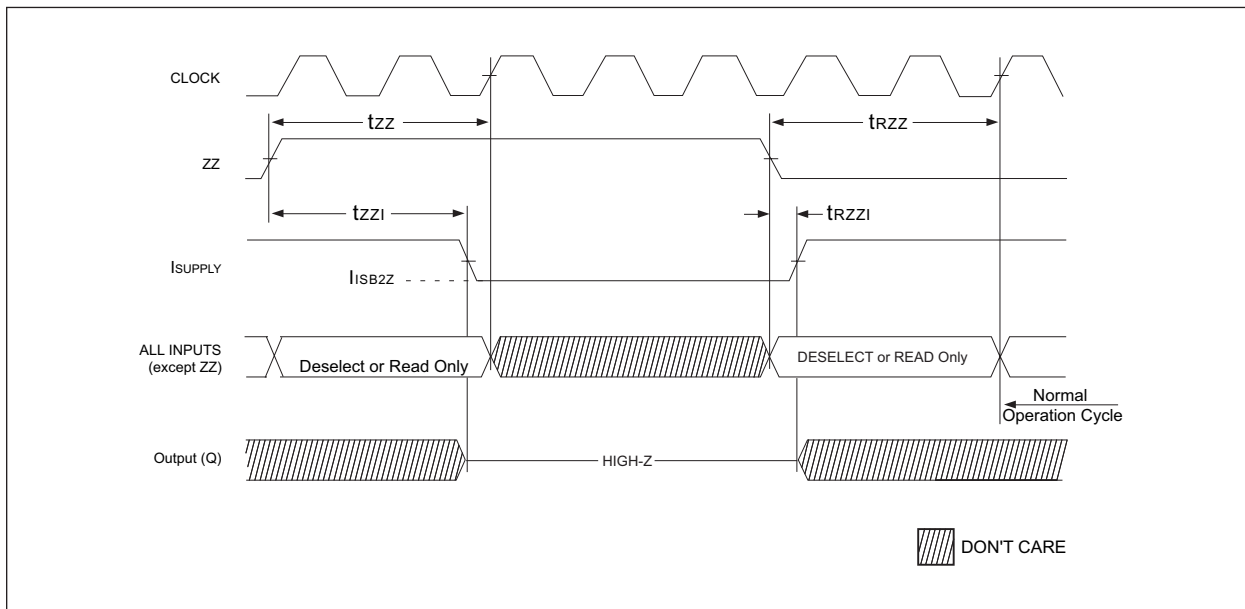 CLOCK
tZZ
tRZZ
ZZ
tZZI
tRZZI
ISUPPLY
IISB2Z
ALL INPUTS
(except ZZ)
Deselect or Read Only
DESELECT or READ Only
Normal
Operation Cycle
Output (Q)
HIGH-Z
DON'T CARE